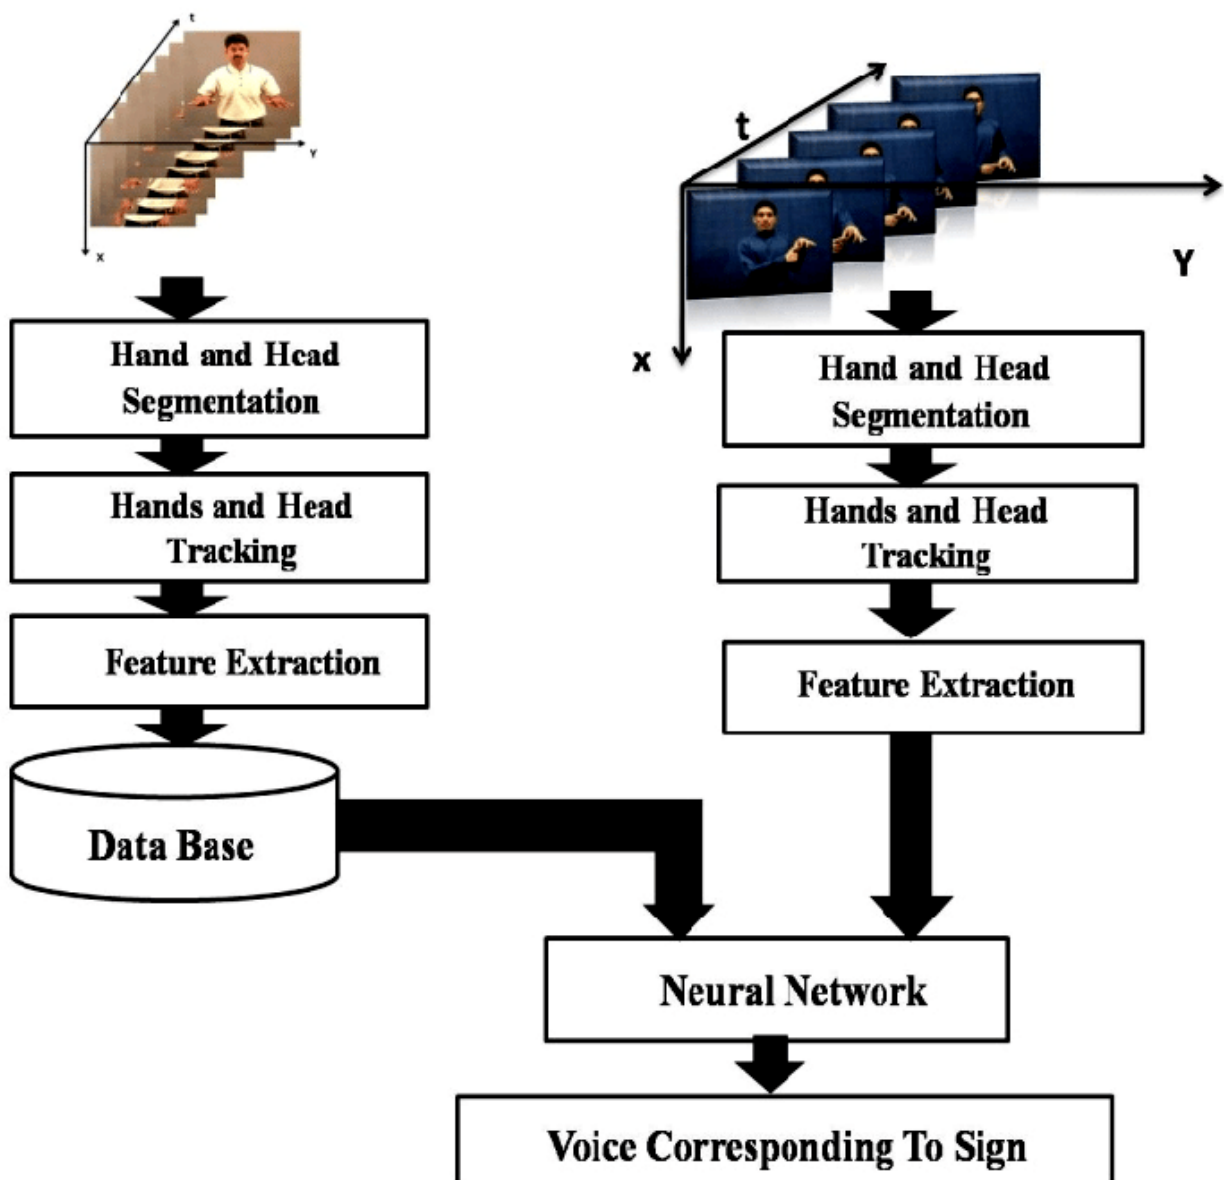 t
Y
x
t
Y
x
Hand and Head
Segmentation
Hands and Head
Tracking
Feature Extraction
Data Base
Hand and Head
Segmentation
Hands and Head
Tracking
Feature Extraction
Neural Network
Voice Corresponding To Sign